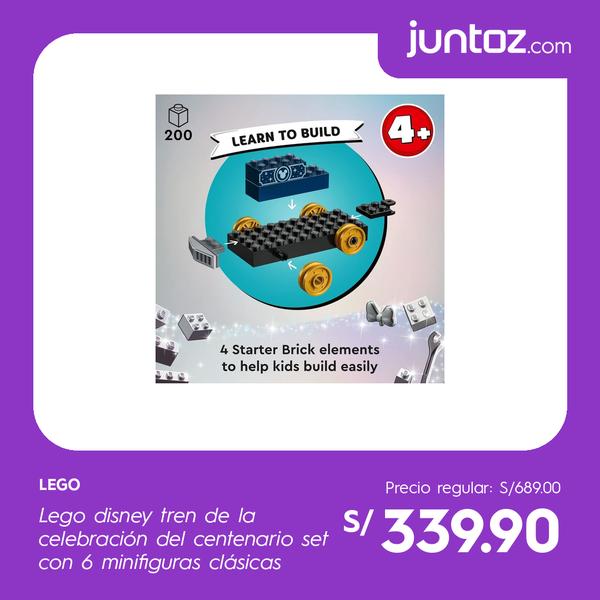 juntoz.com
200
LEARN TO BUILD
4+
4 Starter Brick elements
to help kids build easily
LEGO
Lego disney tren de la
celebración del centenario set
con 6 minifiguras clásicas
Precio regular: S/689.00
S/ 339.90